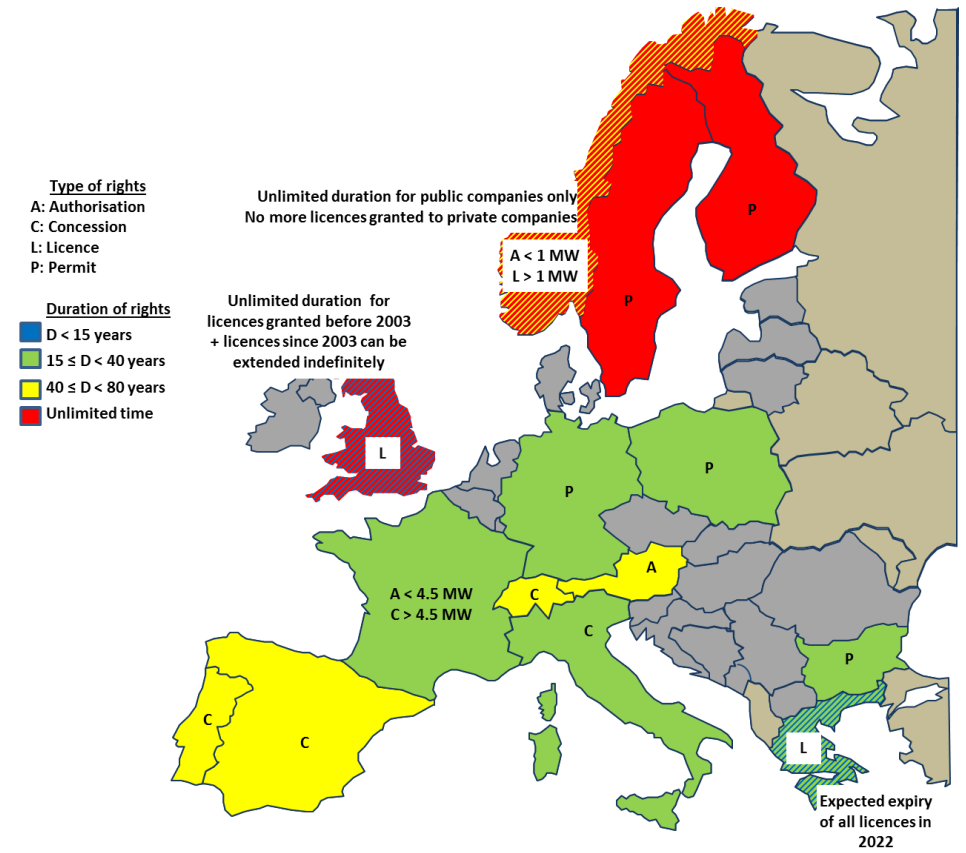 Type of rights
A: Authorisation
C: Concession
L: Licence
P: Permit
Duration of rights
D < 15 years
15 ≤ D < 40 years
40 ≤ D < 80 years
Unlimited time
Unlimited duration for public companies only
No more licences granted to private companies
A < 1 MW
L > 1 MW
P
P
Unlimited duration for
licences granted before 2003
+ licences since 2003 can be
extended indefinitely
L
P
P
A
C
A < 4.5 MW
C > 4.5 MW
C
P
C
C
L
Expected expiry
of all licences in
2022